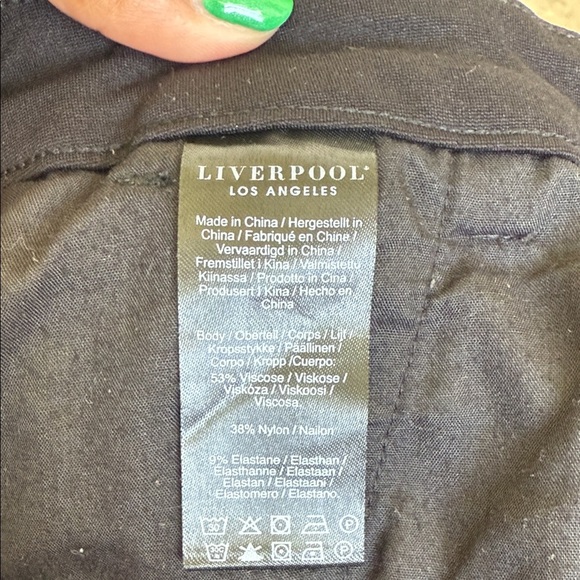 LIVERPOOL
LOS ANGELES
Made in China / Hergestellt in
China / Fabriqué en Chine /
Vervaardigd in China /
Fremstillet i Kina / Valmistettu
Kiinassa / Prodotto in Cina /
Produsert i Kina / Hecho en
China
Body / Oberteil / Corps / Lijf /
Kropsstykke / Päällinen /
Corpo / Kropp /Cuerpo:
53% Viscose / Viskose /
Viskóza / Viskoosi /
Viscosa.
38% Nylon / Nailon
9% Elastane / Elasthan /
Elasthanne / Elastaan /
Elastan / Elastaani /
Elastomero / Elastano.
30
P
P